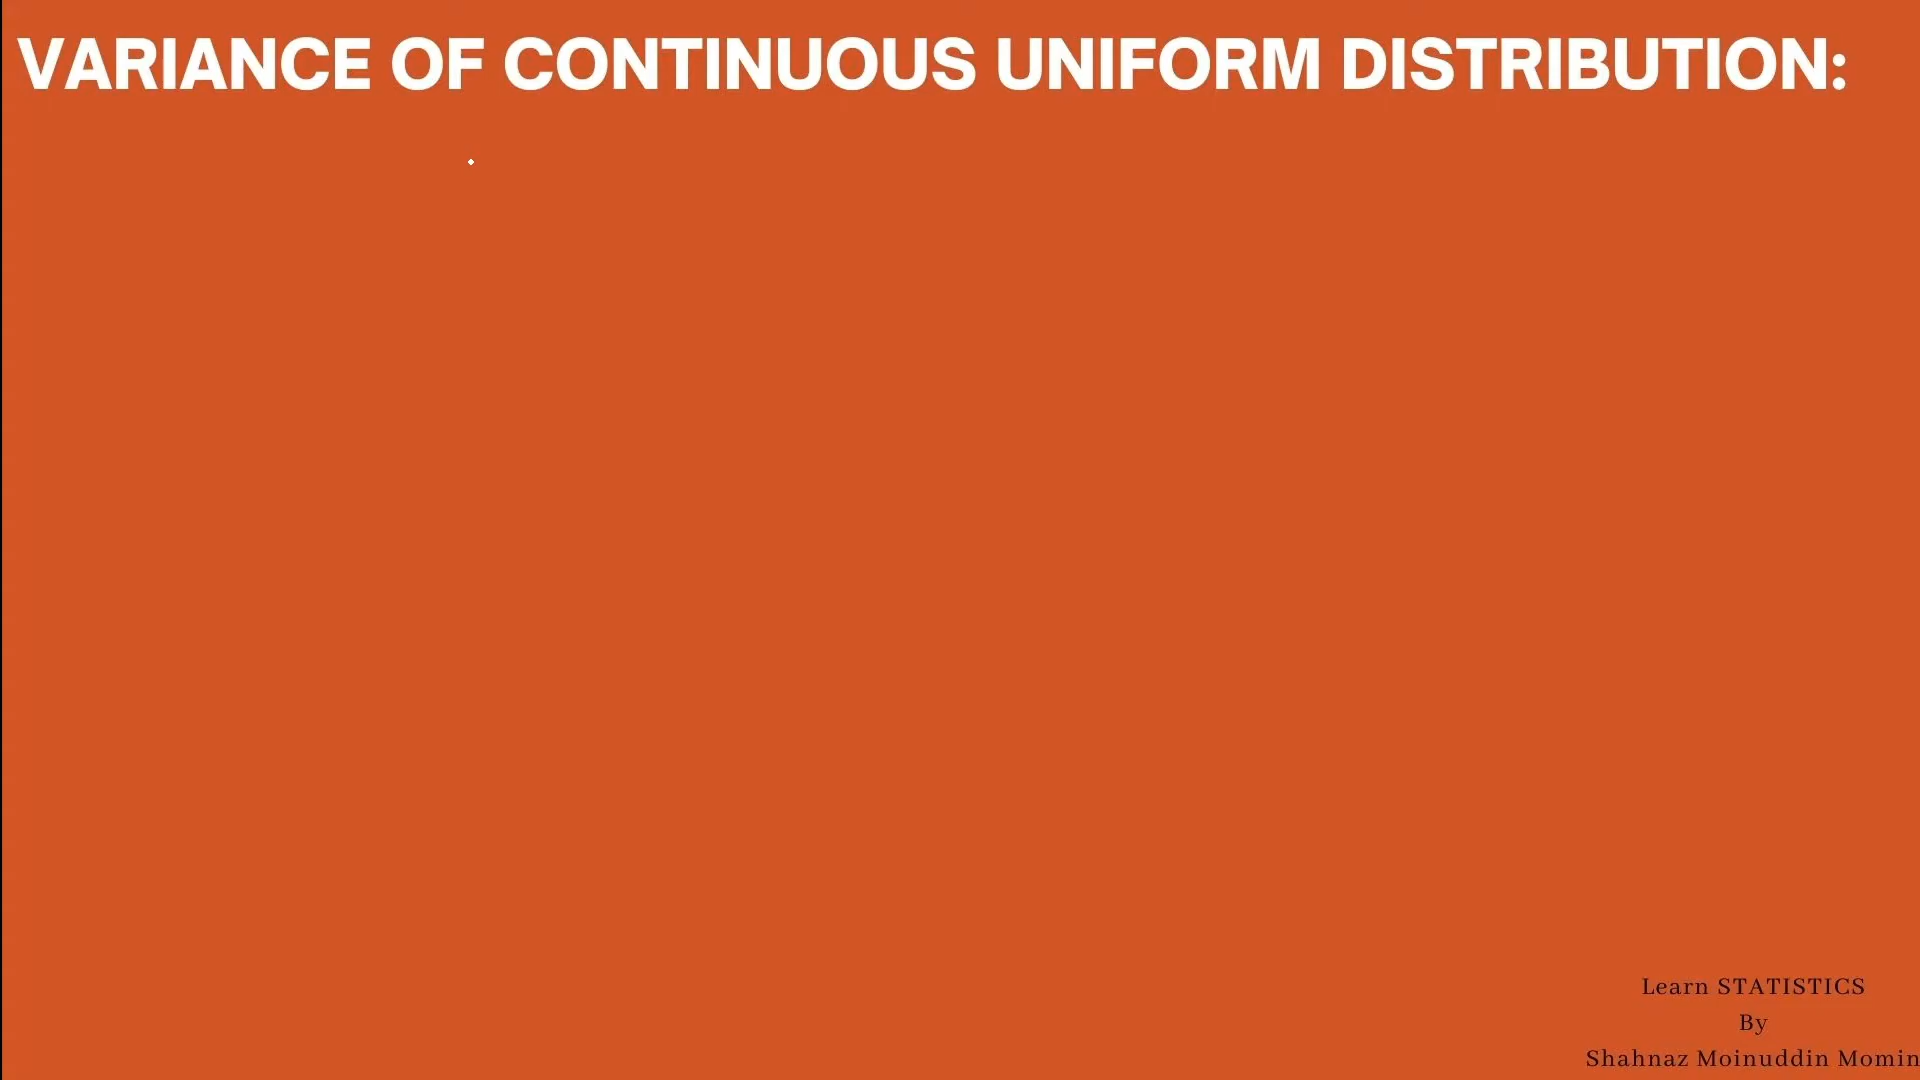 VARIANCE OF CONTINUOUS UNIFORM DISTRIBUTION:
Learn STATISTICS
By
Shahnaz Moinuddin Momin